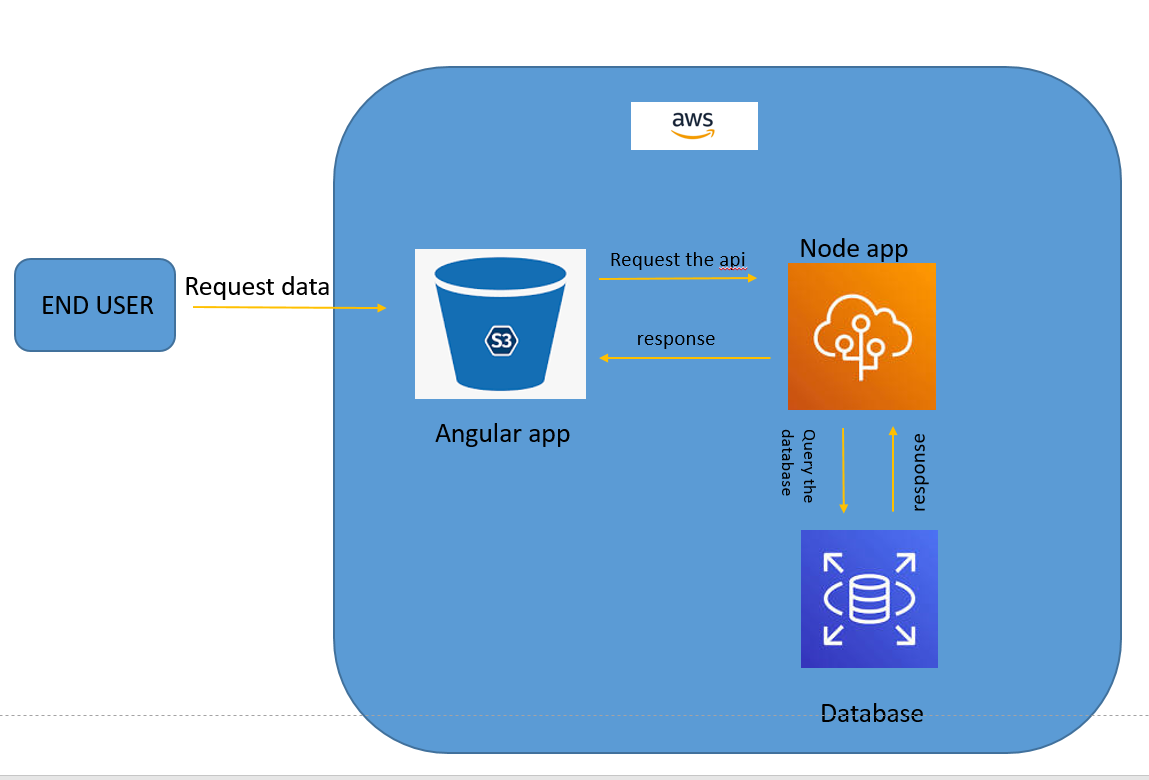 aws
END USER
Request data
S3
Angular app
Request the api
response
Node app
Query the
database
response
Database